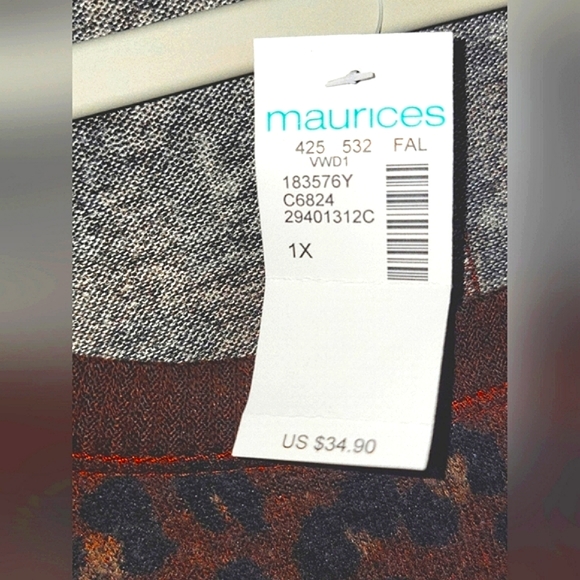 maurices
425 532 FAL
VWD1
183576Y
C6824
29401312C
1X
US $34.90